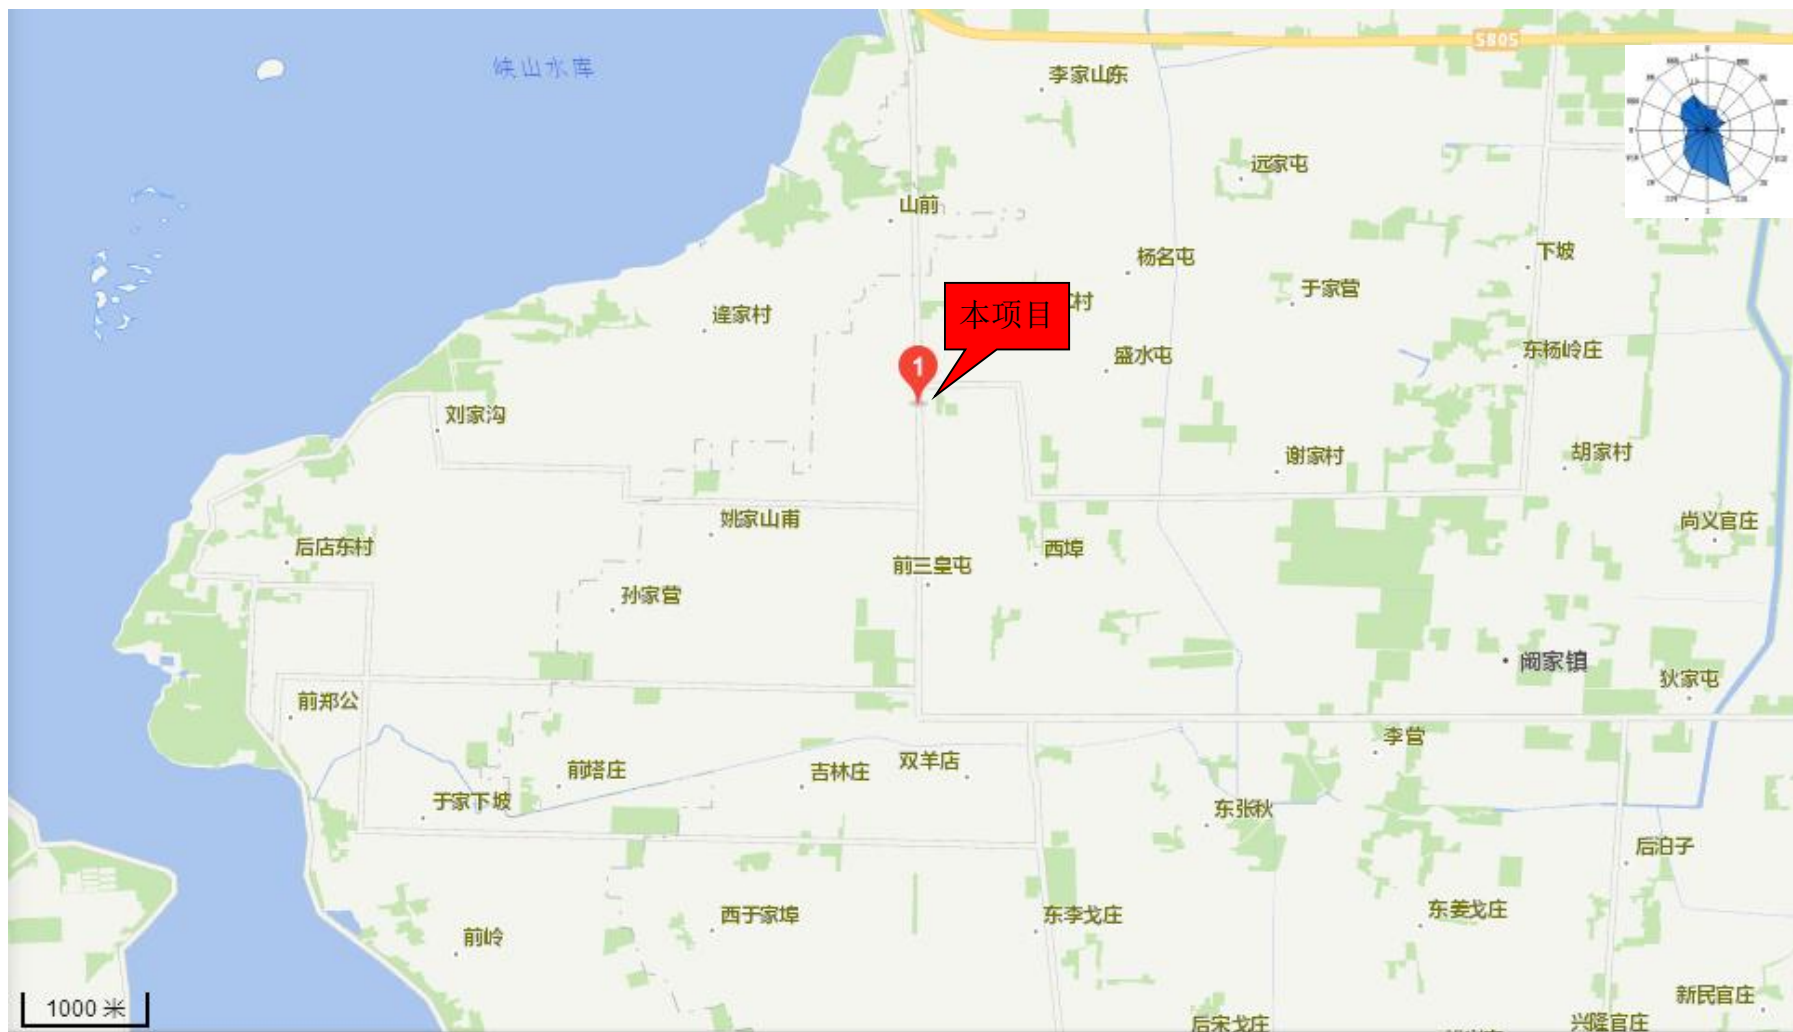 峡山水库
S805
李家山东
远家屯
山前
杨名屯
下坡
于家营
逄家村
本项目
村
1
盛水屯
东杨岭庄
刘家沟
谢家村
胡家村
姚家山甫
尚义官庄
后店东村
前三皇屯
西埠
孙家营
阚家镇
狄家屯
前郑公
李营
前塔庄
吉林庄
双羊店
于家下坡
东张秋
后泊子
前岭
西于家埠
东李戈庄
东姜戈庄
新民官庄
1000 米
后宋戈庄
兴隆官庄